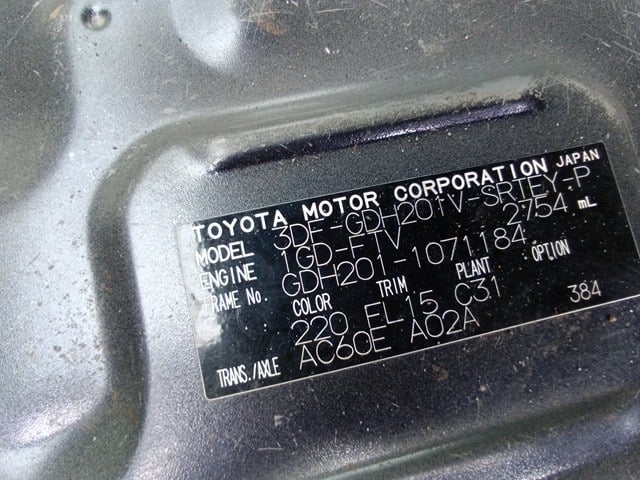 TOYOTA MOTOR CORPORATION JAPAN
MODEL 3DF-GDH201V-SRTEY-P
ENGINE 1GD-FTV 2754 mL
FRAME No. GDH201-1071184
COLOR TRIM PLANT OPTION
220 FL15 C31 384
TRANS./AXLE AC60E A02A